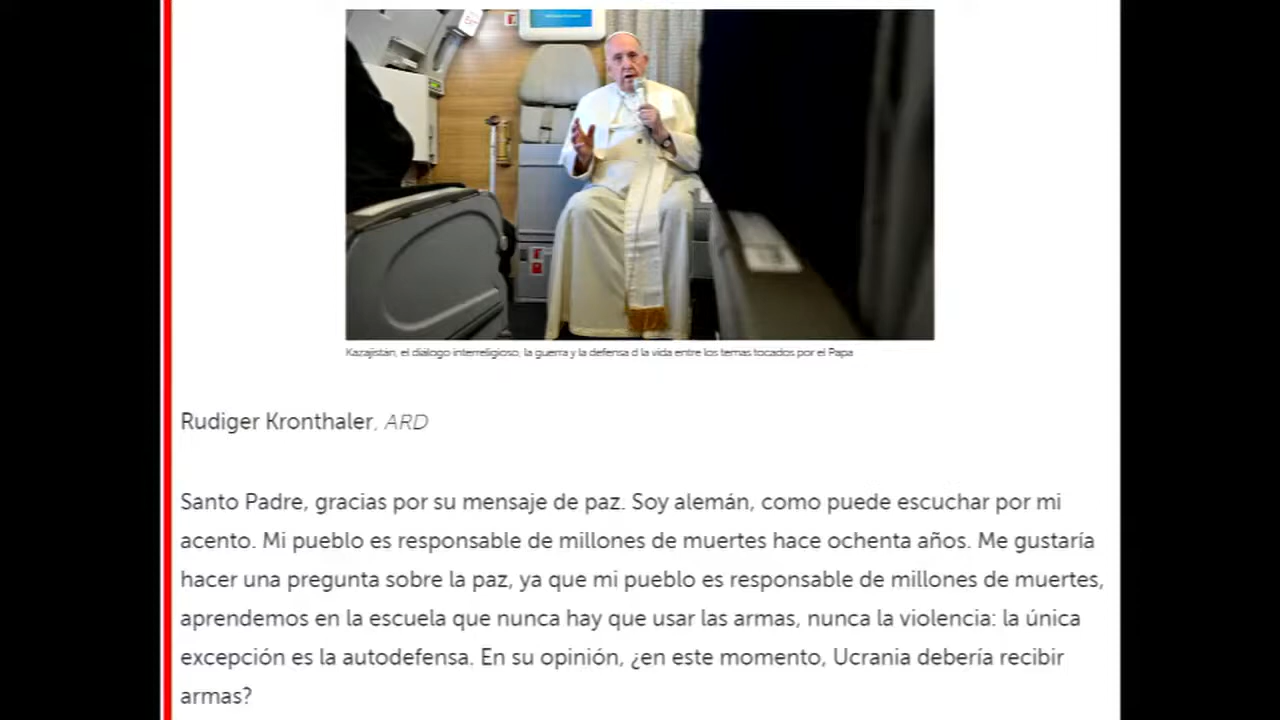 Kazajistán, el diálogo interreligioso, la guerra y la defensa d la vida entre los temas tocados por el Papa
Rudiger Kronthaler, ARD
Santo Padre, gracias por su mensaje de paz. Soy alemán, como puede escuchar por mi
acento. Mi pueblo es responsable de millones de muertes hace ochenta años. Me gustaría
hacer una pregunta sobre la paz, ya que mi pueblo es responsable de millones de muertes,
aprendemos en la escuela que nunca hay que usar las armas, nunca la violencia: la única
excepción es la autodefensa. En su opinión, ¿en este momento, Ucrania debería recibir
armas?